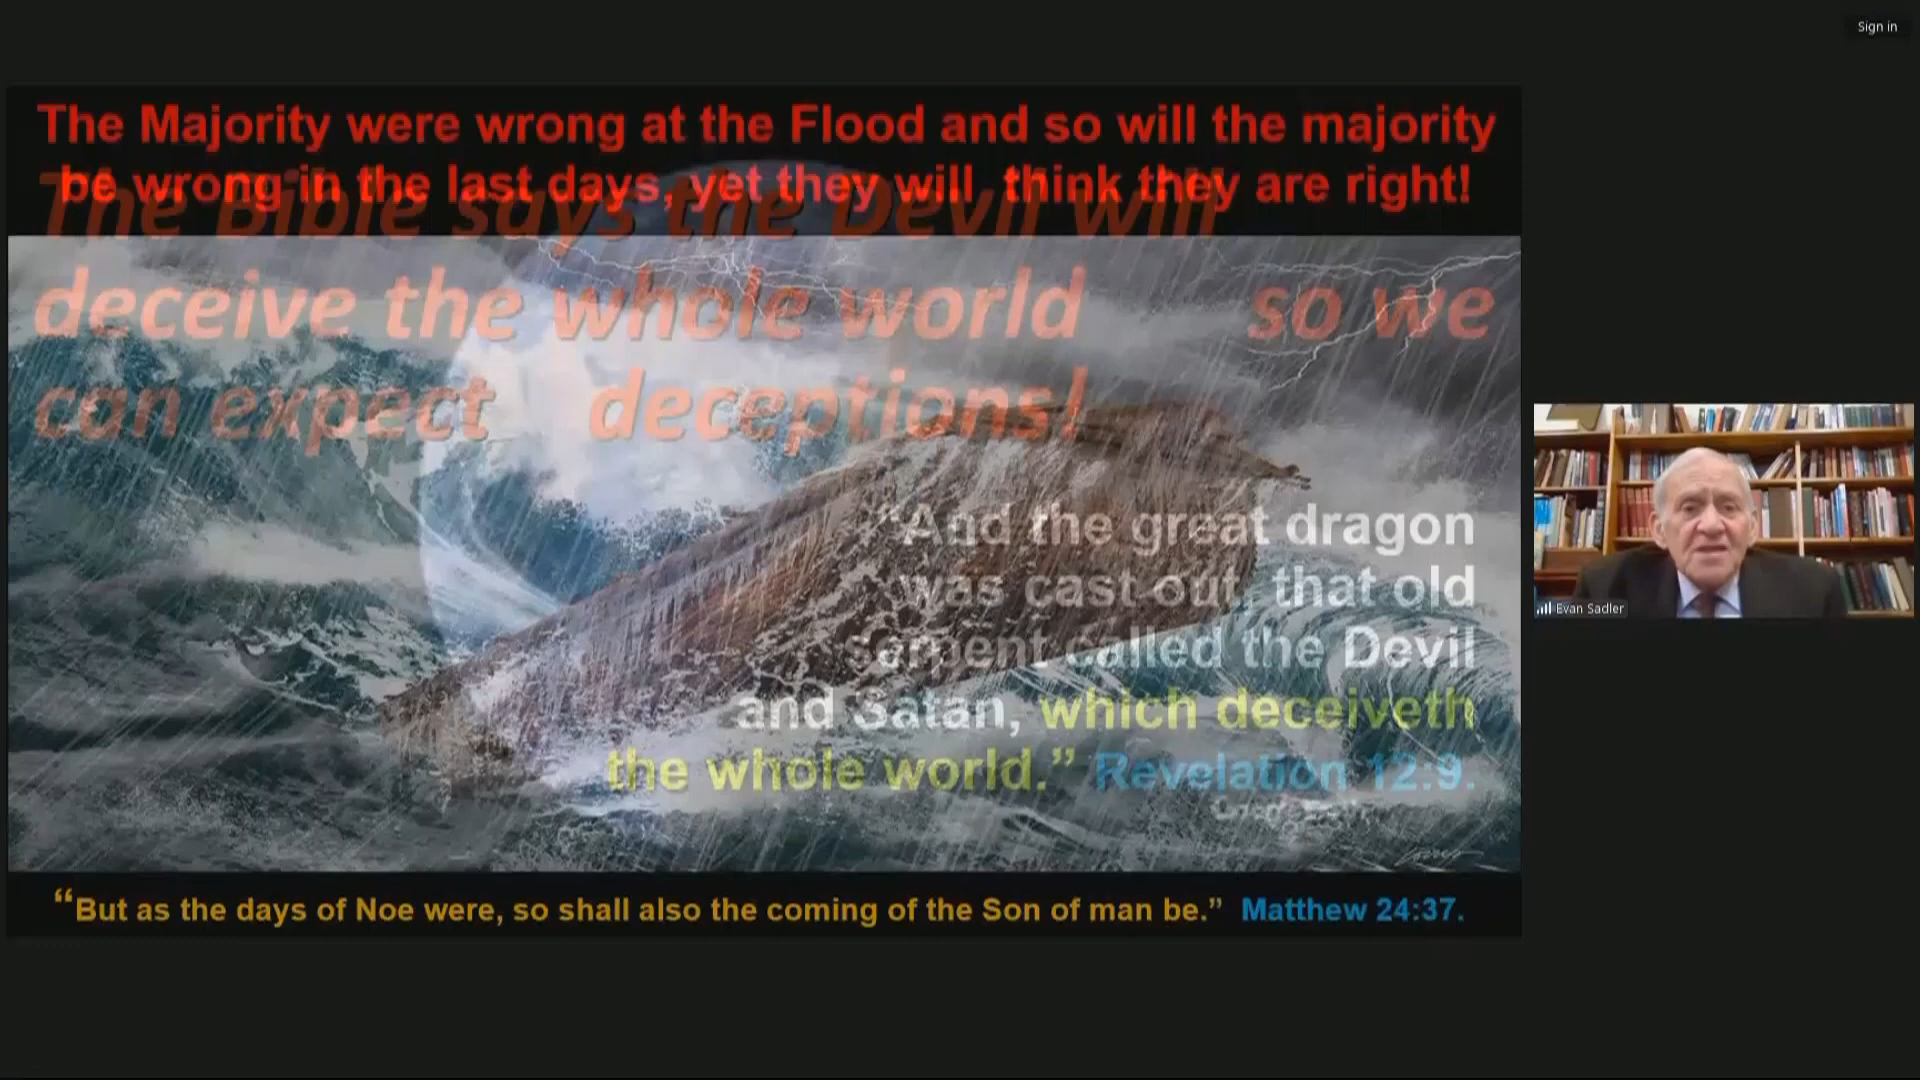 Sign in
The Majority were wrong at the Flood and so will the majority
be wrong in the last days, yet they will think they are right!
The Bible says the Devil will
deceive the whole world so we
can expect deceptions!
“And the great dragon
was cast out, that old
serpent called the Devil
and Satan, which deceiveth
the whole world.” Revelation 12:9.
“But as the days of Noe were, so shall also the coming of the Son of man be.” Matthew 24:37.
Evan Sadler